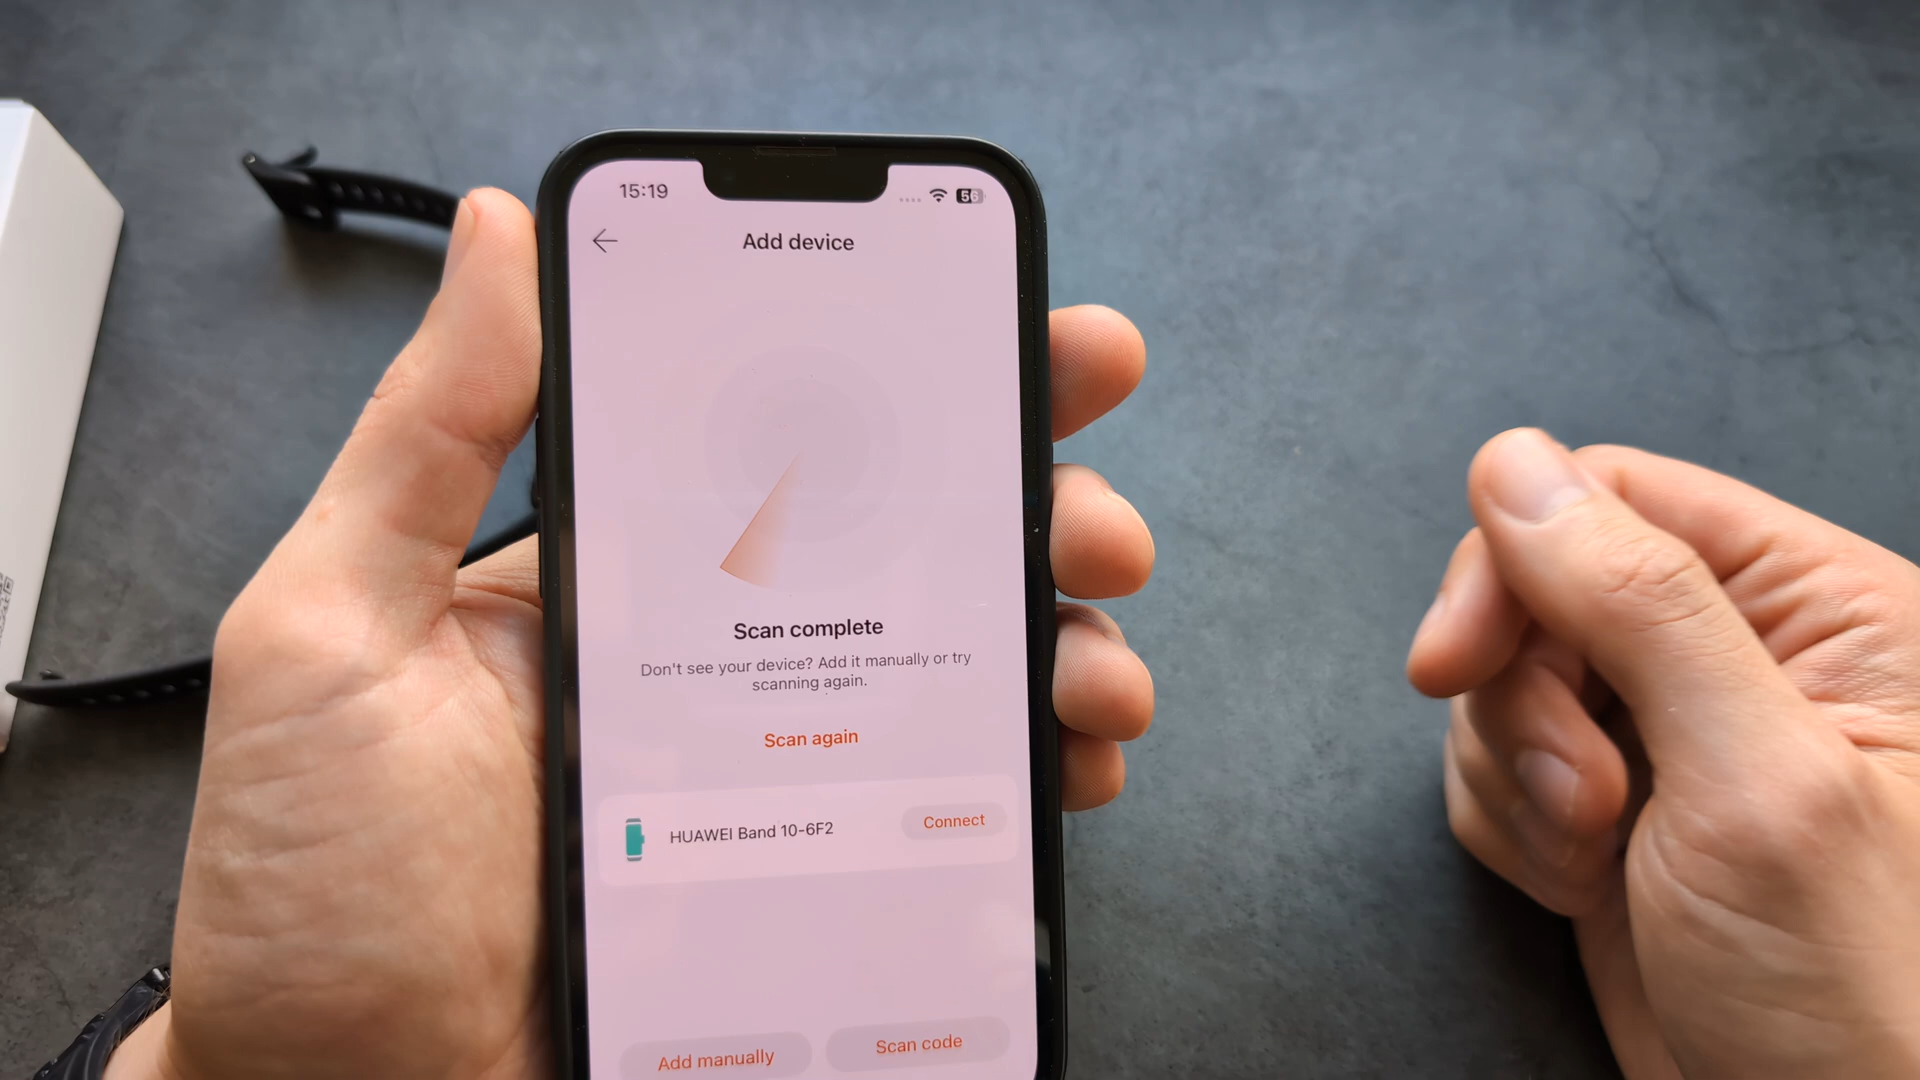 15:19
56
Add device
Scan complete
Don't see your device? Add it manually or try
scanning again.
Scan again
HUAWEI Band 10-6F2
Connect
Add manually
Scan code